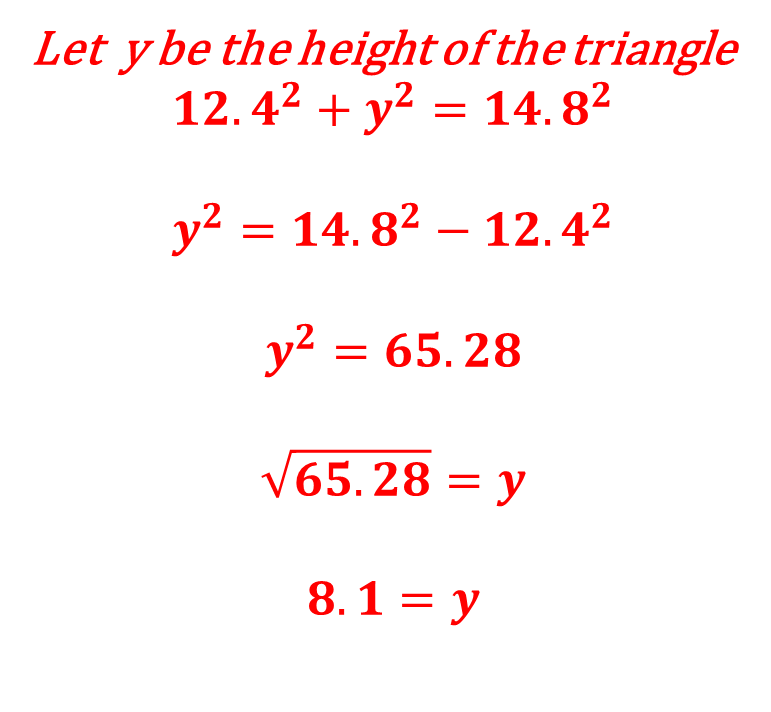 Let y be the height of the triangle
12.4² + y² = 14.8²
y² = 14.8² − 12.4²
y² = 65.28
√65.28 = y
8.1 = y